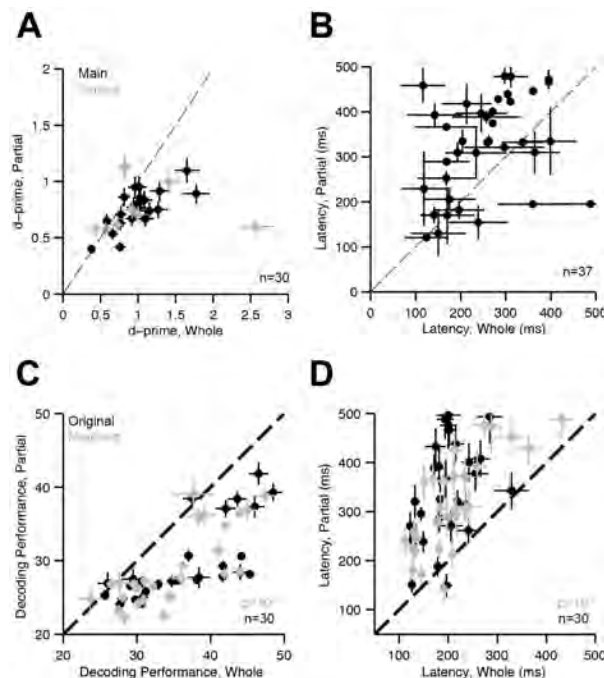 A
Main
d-prime, Partial
2
1.5
1
0.5
0
0
0.5
1
1.5
2
2.5
3
d-prime, Whole
n=30
B
Latency, Partial (ms)
500
400
300
200
100
0
100
200
300
400
500
Latency, Whole (ms)
n=37
C
Original
Decoding Performance, Partial
50
40
30
20
20
30
40
50
Decoding Performance, Whole
n=30
D
Latency, Partial (ms)
500
400
300
200
100
100
200
300
400
500
Latency, Whole (ms)
n=30